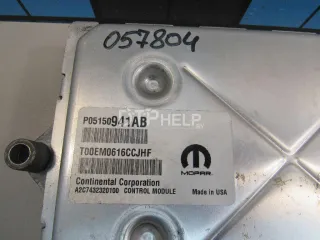 057804
P05150941AB
T00EM0616CCJHF
MOPAR
Continental Corporation
A2C7432320100 CONTROL MODULE Made in USA